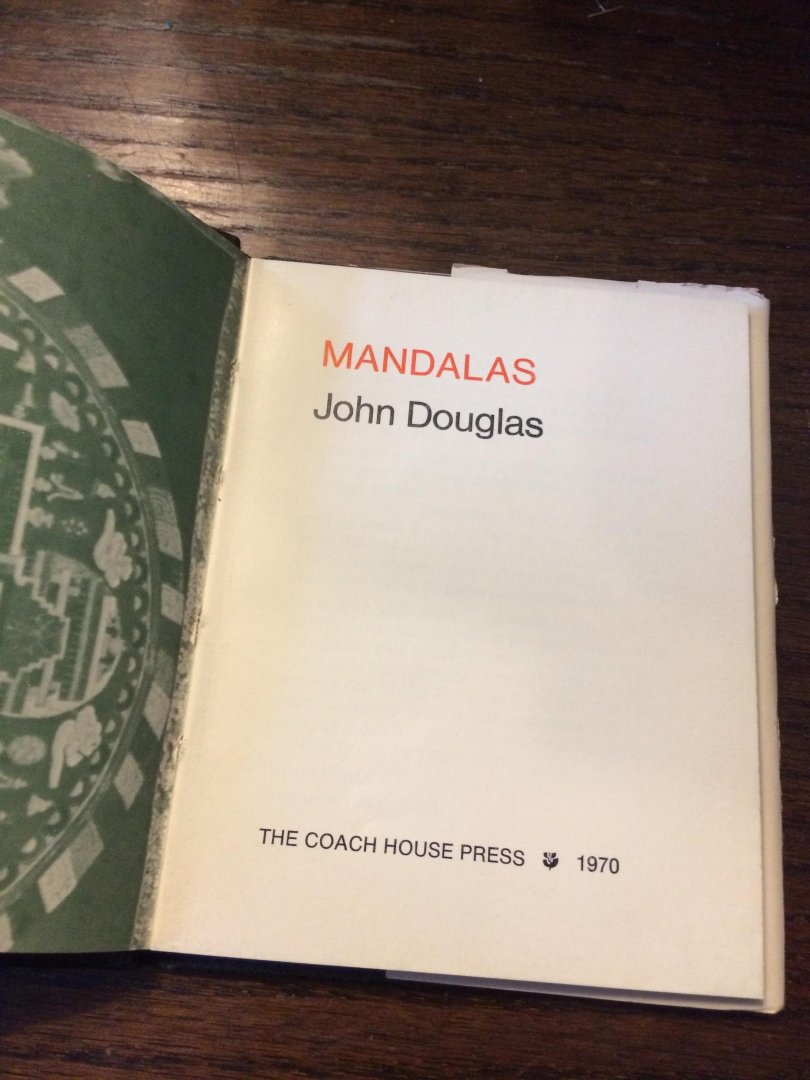 MANDALAS
John Douglas
THE COACH HOUSE PRESS 1970